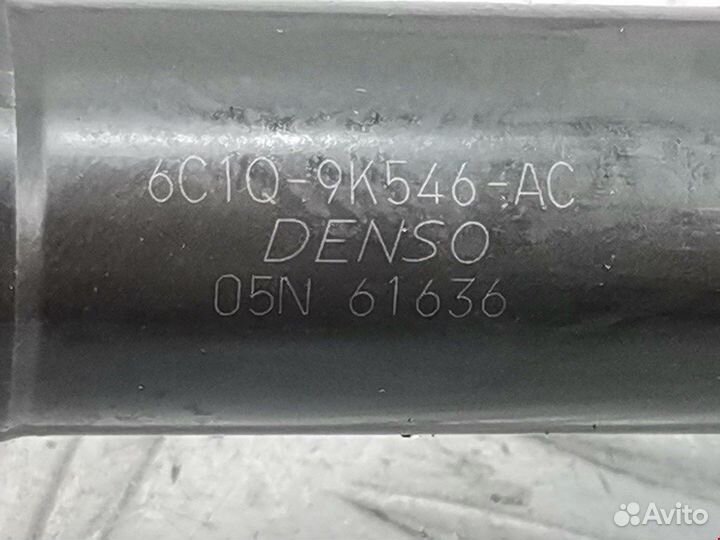 6C1Q-9K546-AC
DENSO
05N 61636
Avito